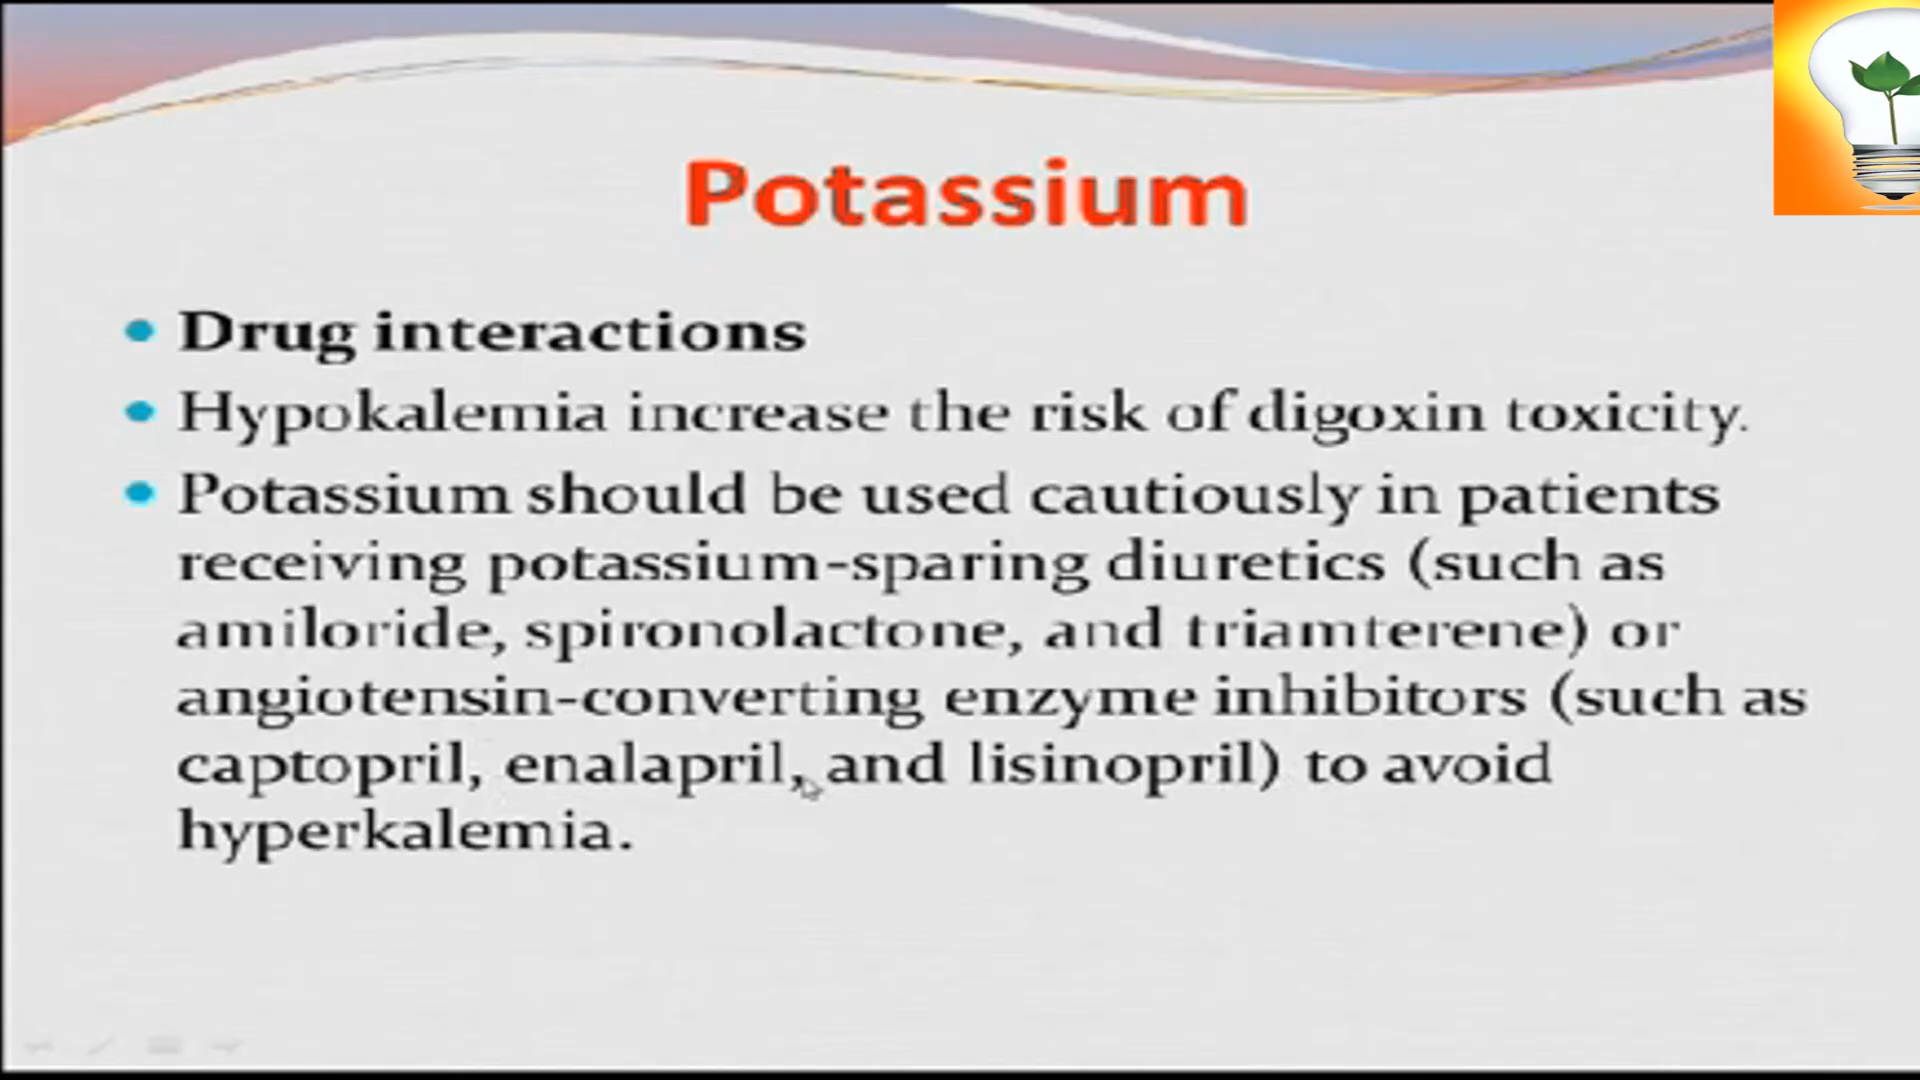 Potassium
Drug interactions
Hypokalemia increase the risk of digoxin toxicity.
Potassium should be used cautiously in patients
receiving potassium-sparing diuretics (such as
amiloride, spironolactone, and triamterene) or
angiotensin-converting enzyme inhibitors (such as
captopril, enalapril, and lisinopril) to avoid
hyperkalemia.